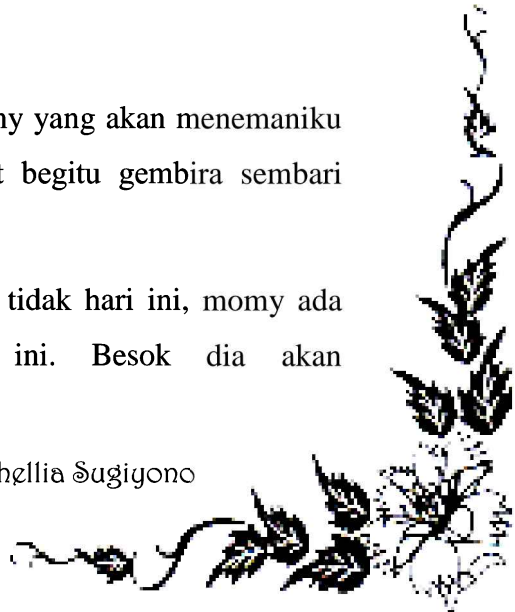 ny yang akan menemaniku
t begitu gembira sembari
tidak hari ini, momy ada
ini. Besok dia akan
hellia Sugiyono